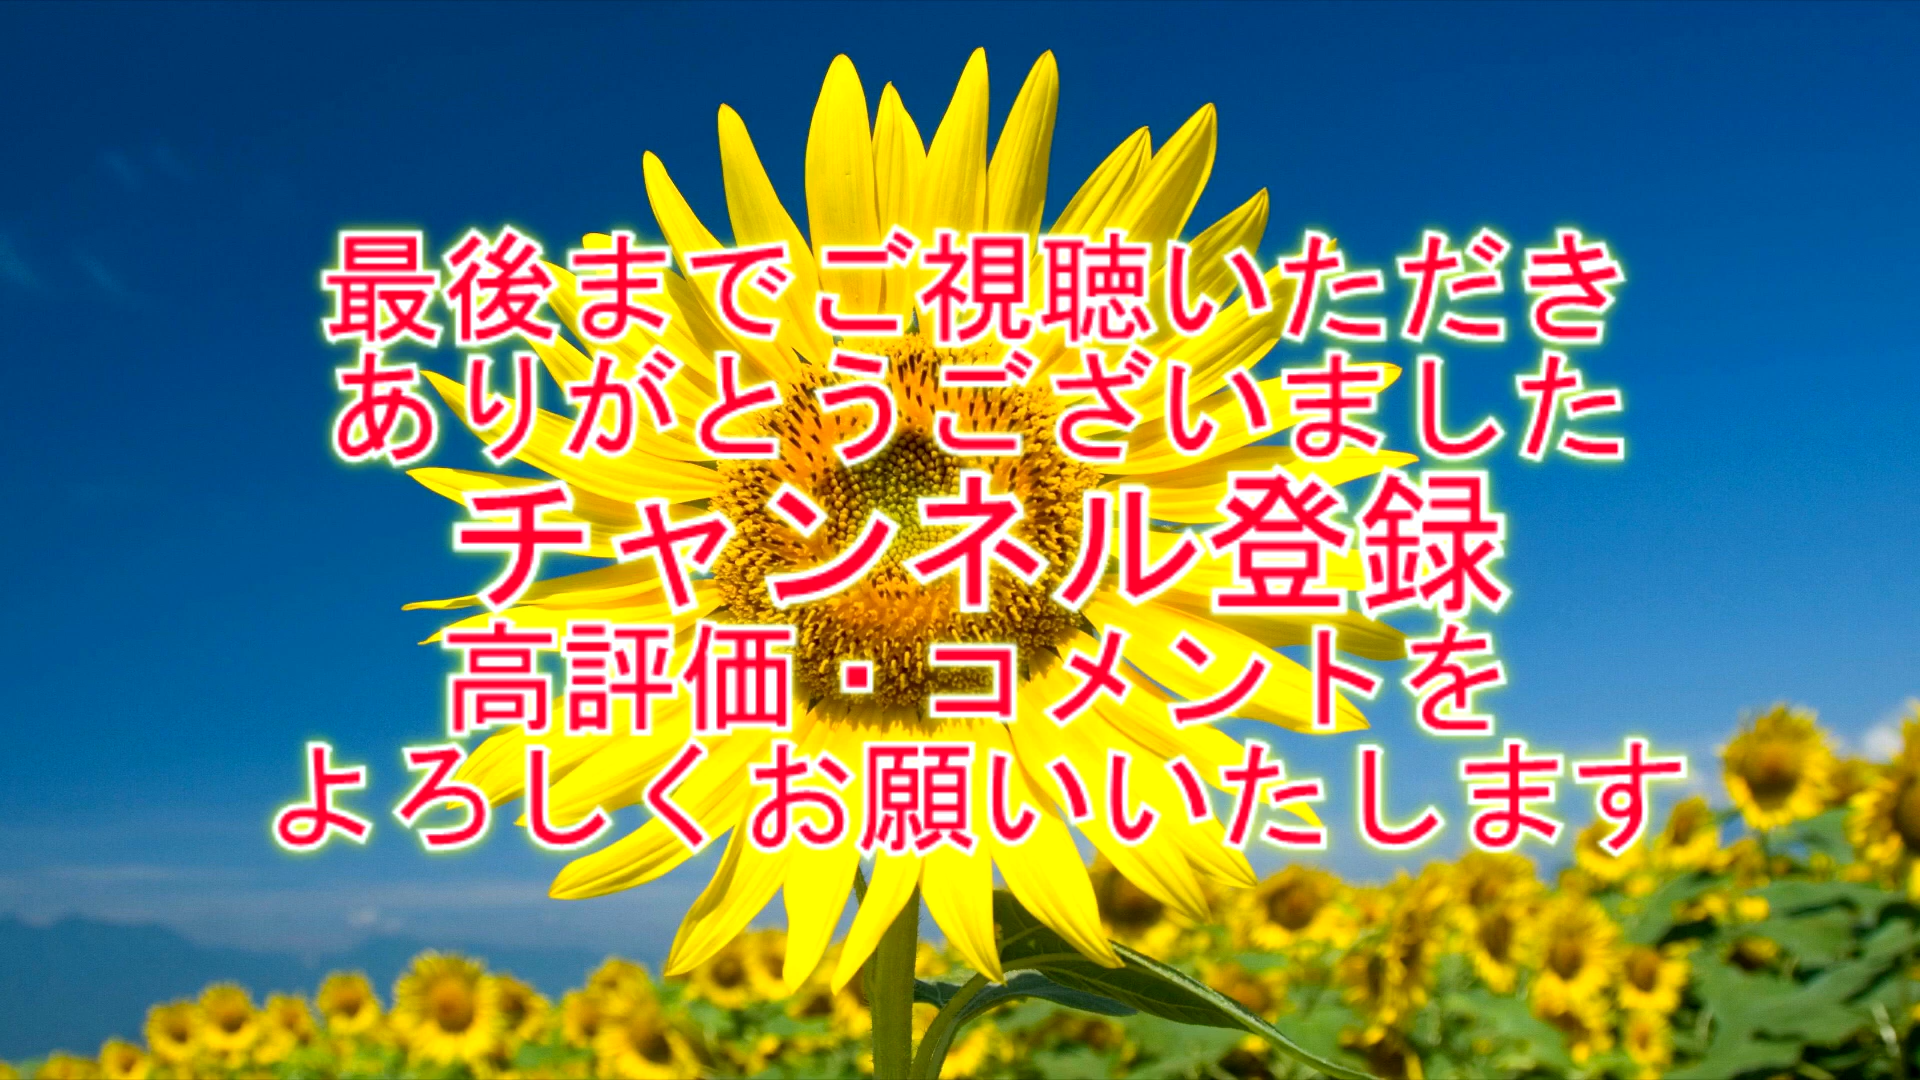 最後までご視聴いただき
ありがとうございました
チャンネル登録
高評価・コメントを
よろしくお願いいたします